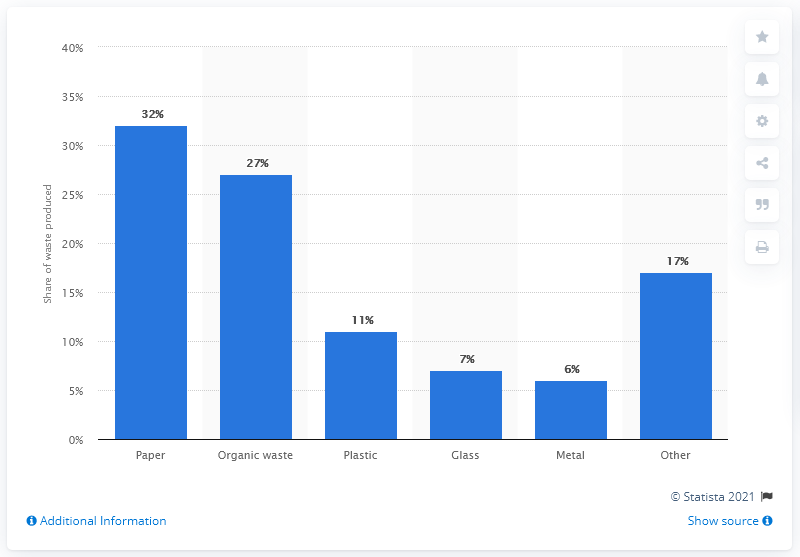 40%
35%
30%
25%
20%
15%
10%
5%
0%
Share of waste produced
32%
27%
11%
7%
6%
17%
Paper
Organic waste
Plastic
Glass
Metal
Other
© Statista 2021
Additional Information
Show source